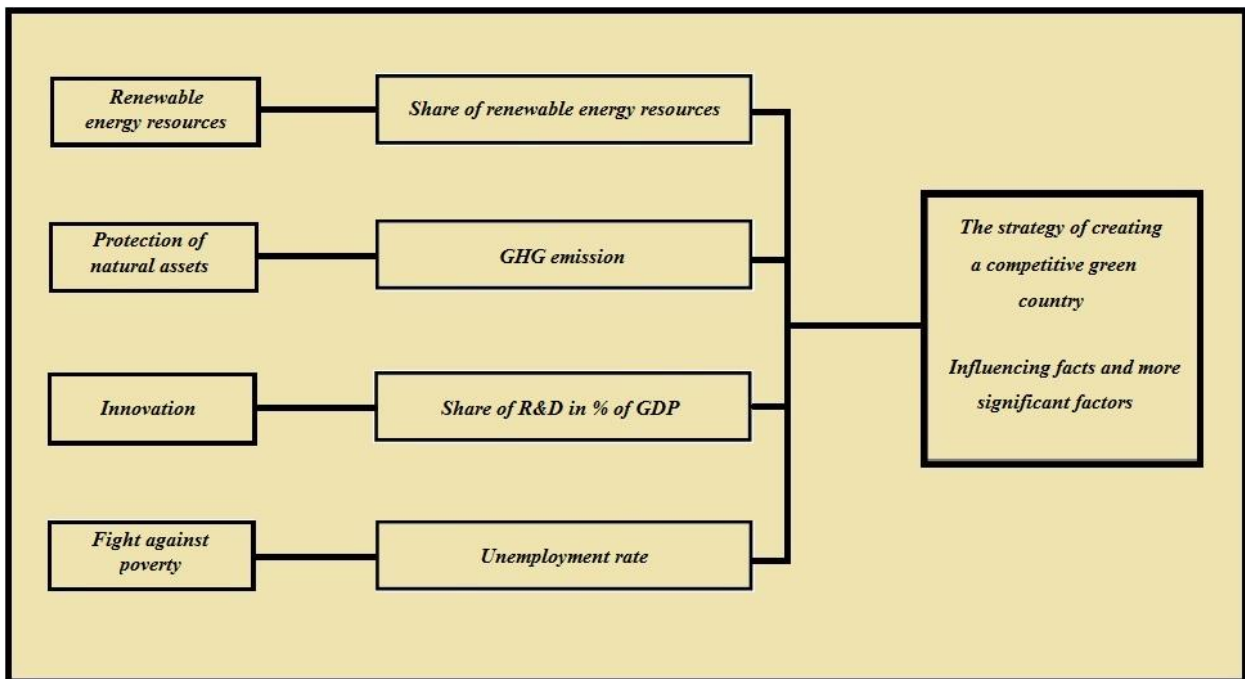 Renewable
energy resources
Share of renewable energy resources
Protection of
natural assets
GHG emission
Innovation
Share of R&D in % of GDP
Fight against
poverty
Unemployment rate
The strategy of creating
a competitive green
country
Influencing facts and more
significant factors